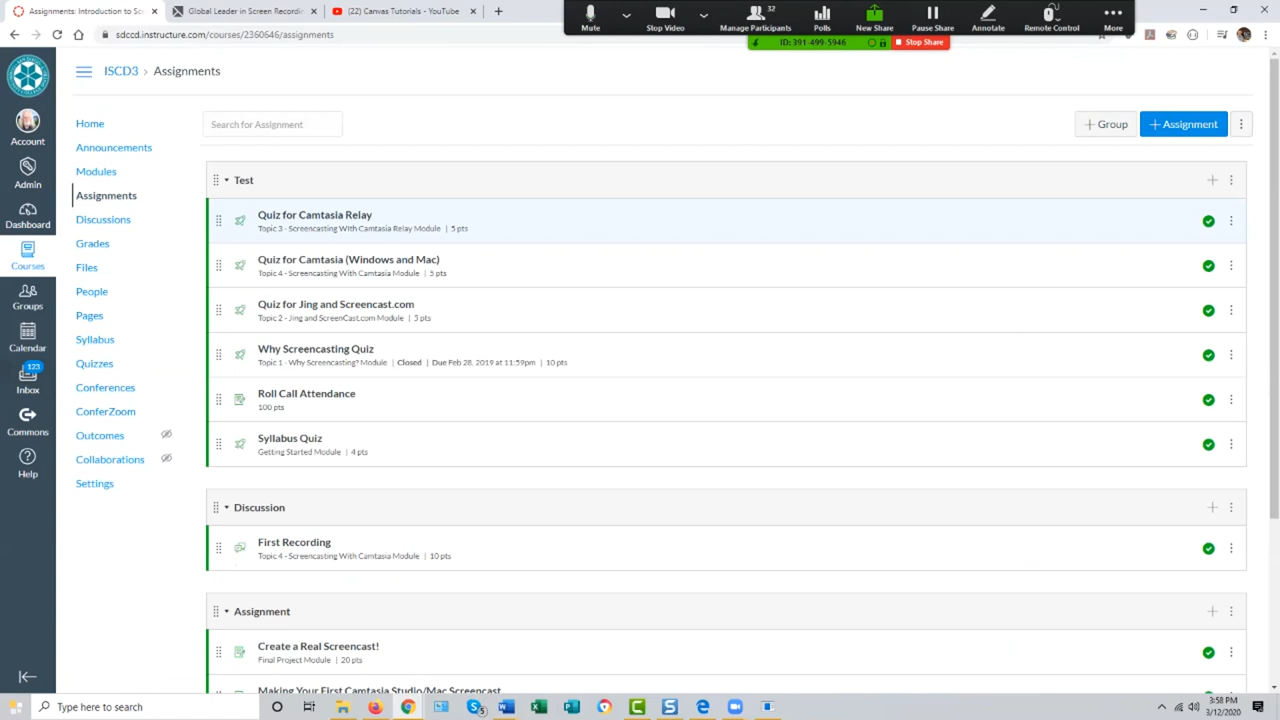 Assignments: Introduction to Scr
Global Leader in Screen Recordin
(22) Canvas Tutorials - YouTube
sdccd.instructure.com/courses/2360646/assignments
Mute
Stop Video
32
Manage Participants
Polls
New Share
Pause Share
Annotate
Remote Control
More
ID: 391-499-5946
Stop Share
Account
Admin
Dashboard
Courses
Groups
Calendar
123
Inbox
Commons
Help
ISCD3 › Assignments
Home
Announcements
Modules
Assignments
Discussions
Grades
Files
People
Pages
Syllabus
Quizzes
Conferences
ConferZoom
Outcomes
Collaborations
Settings
Search for Assignment
+ Group
+ Assignment
Test
Quiz for Camtasia Relay
Topic 3 - Screencasting With Camtasia Relay Module | 5 pts
Quiz for Camtasia (Windows and Mac)
Topic 4 - Screencasting With Camtasia Module | 5 pts
Quiz for Jing and Screencast.com
Topic 2 - Jing and ScreenCast.com Module | 5 pts
Why Screencasting Quiz
Topic 1 - Why Screencasting? Module | Closed | Due Feb 28, 2019 at 11:59pm | 10 pts
Roll Call Attendance
100 pts
Syllabus Quiz
Getting Started Module | 4 pts
Discussion
First Recording
Topic 4 - Screencasting With Camtasia Module | 10 pts
Assignment
Create a Real Screencast!
Final Project Module | 20 pts
Making Your First Camtasia Studio/Mac Screencast
Type here to search
5
3:58 PM
3/12/2020